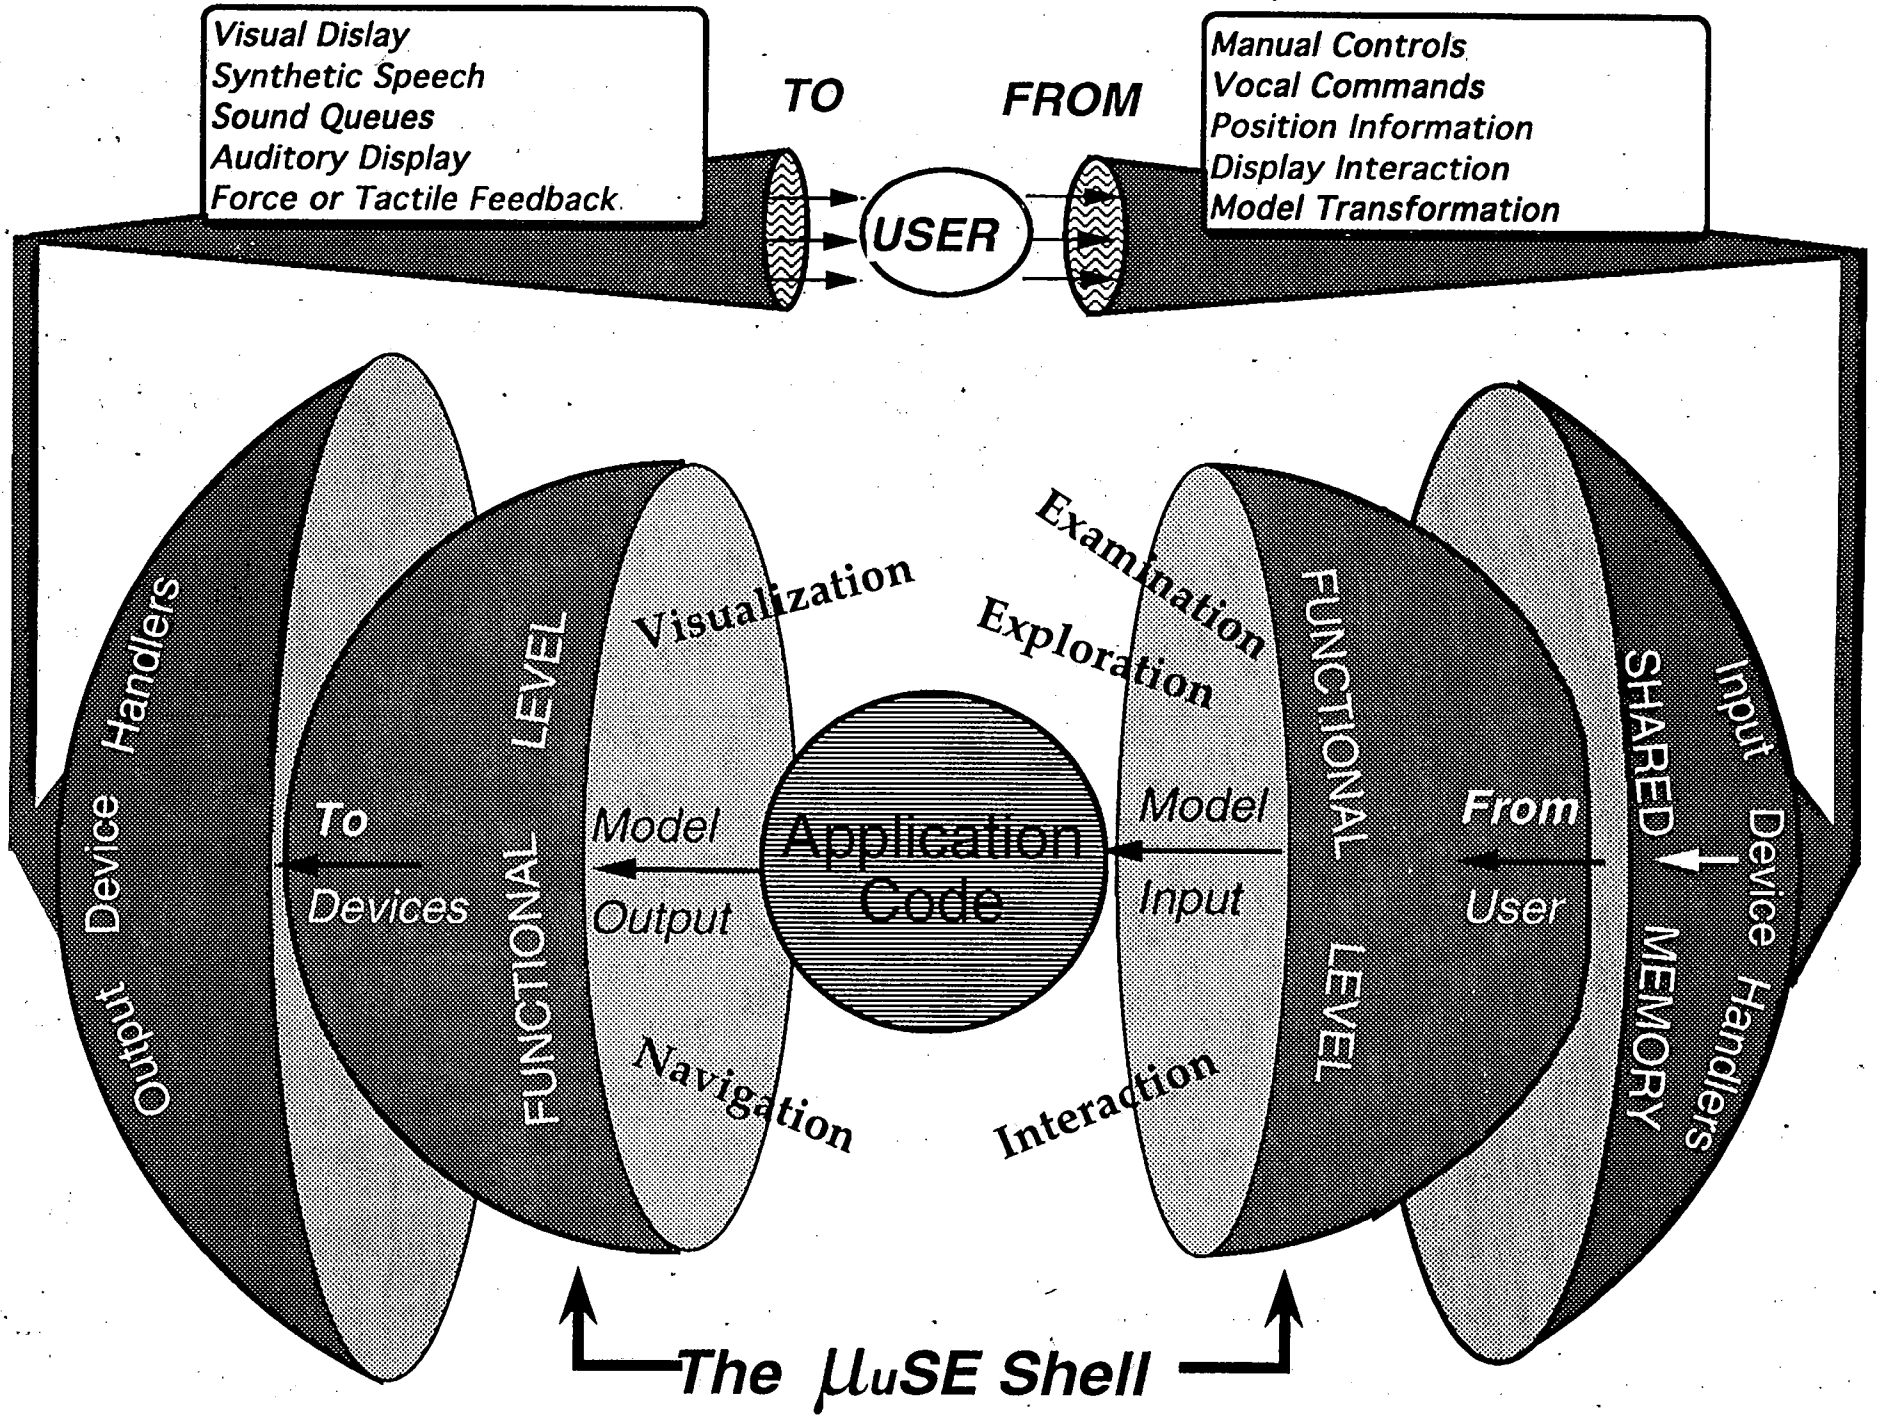 Visual Dislay
Synthetic Speech
Sound Queues
Auditory Display
Force or Tactile Feedback
TO
FROM
USER
Manual Controls
Vocal Commands
Position Information
Display Interaction
Model Transformation
Output Device Handlers
To
Devices
FUNCTIONAL LEVEL
Visualization
Model
Output
Navigation
Application
Code
Examination
Exploration
Model
Input
Interaction
FUNCTIONAL LEVEL
From
User
SHARED MEMORY
Input Device Handlers
The µuSE Shell